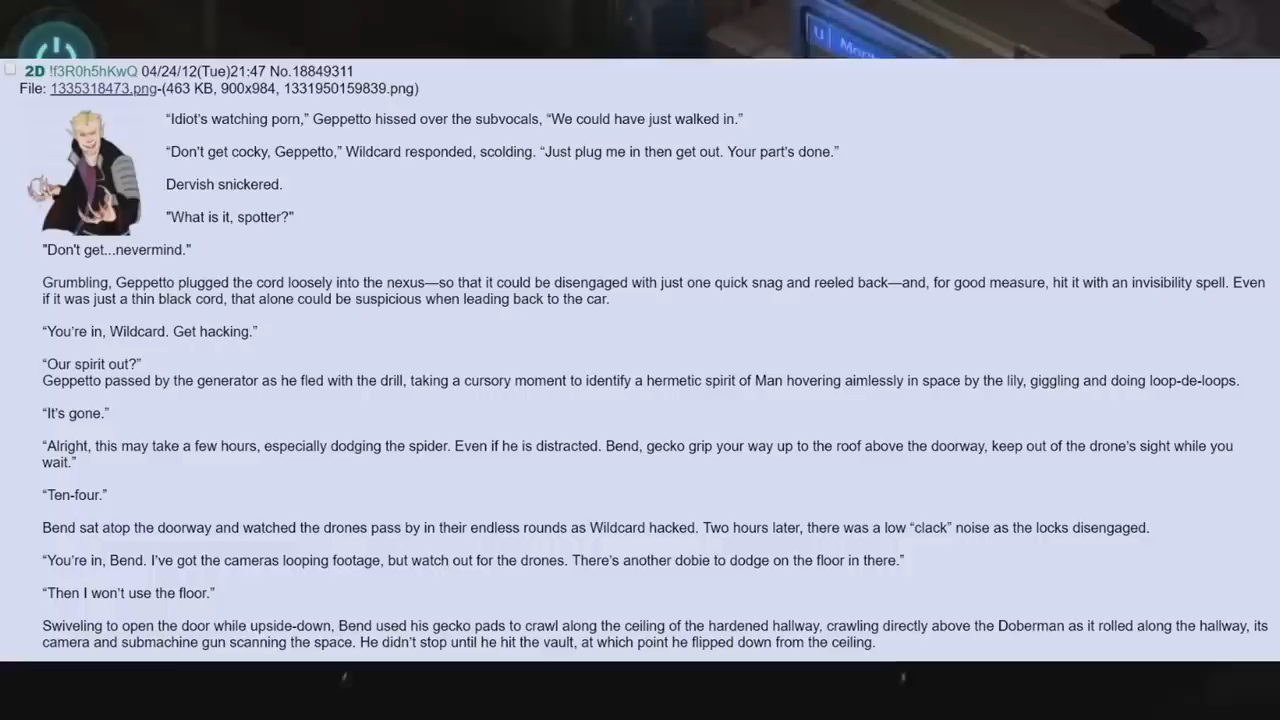 U
2D !f3R0h5hKwQ 04/24/12(Tue)21:47 No.18849311
File: 1335318473.png-(463 KB, 900x984, 1331950159839.png)
“Idiot’s watching porn,” Geppetto hissed over the subvocals, “We could have just walked in.”
“Don’t get cocky, Geppetto,” Wildcard responded, scolding. “Just plug me in then get out. Your part’s done.”
Dervish snickered.
"What is it, spotter?"
"Don't get...nevermind."
Grumbling, Geppetto plugged the cord loosely into the nexus—so that it could be disengaged with just one quick snag and reeled back—and, for good measure, hit it with an invisibility spell. Even
if it was just a thin black cord, that alone could be suspicious when leading back to the car.
“You’re in, Wildcard. Get hacking.”
“Our spirit out?”
Geppetto passed by the generator as he fled with the drill, taking a cursory moment to identify a hermetic spirit of Man hovering aimlessly in space by the lily, giggling and doing loop-de-loops.
“It’s gone.”
“Alright, this may take a few hours, especially dodging the spider. Even if he is distracted. Bend, gecko grip your way up to the roof above the doorway, keep out of the drone’s sight while you
wait.”
“Ten-four.”
Bend sat atop the doorway and watched the drones pass by in their endless rounds as Wildcard hacked. Two hours later, there was a low “clack” noise as the locks disengaged.
“You’re in, Bend. I’ve got the cameras looping footage, but watch out for the drones. There’s another dobie to dodge on the floor in there.”
“Then I won’t use the floor.”
Swiveling to open the door while upside-down, Bend used his gecko pads to crawl along the ceiling of the hardened hallway, crawling directly above the Doberman as it rolled along the hallway, its
camera and submachine gun scanning the space. He didn’t stop until he hit the vault, at which point he flipped down from the ceiling.